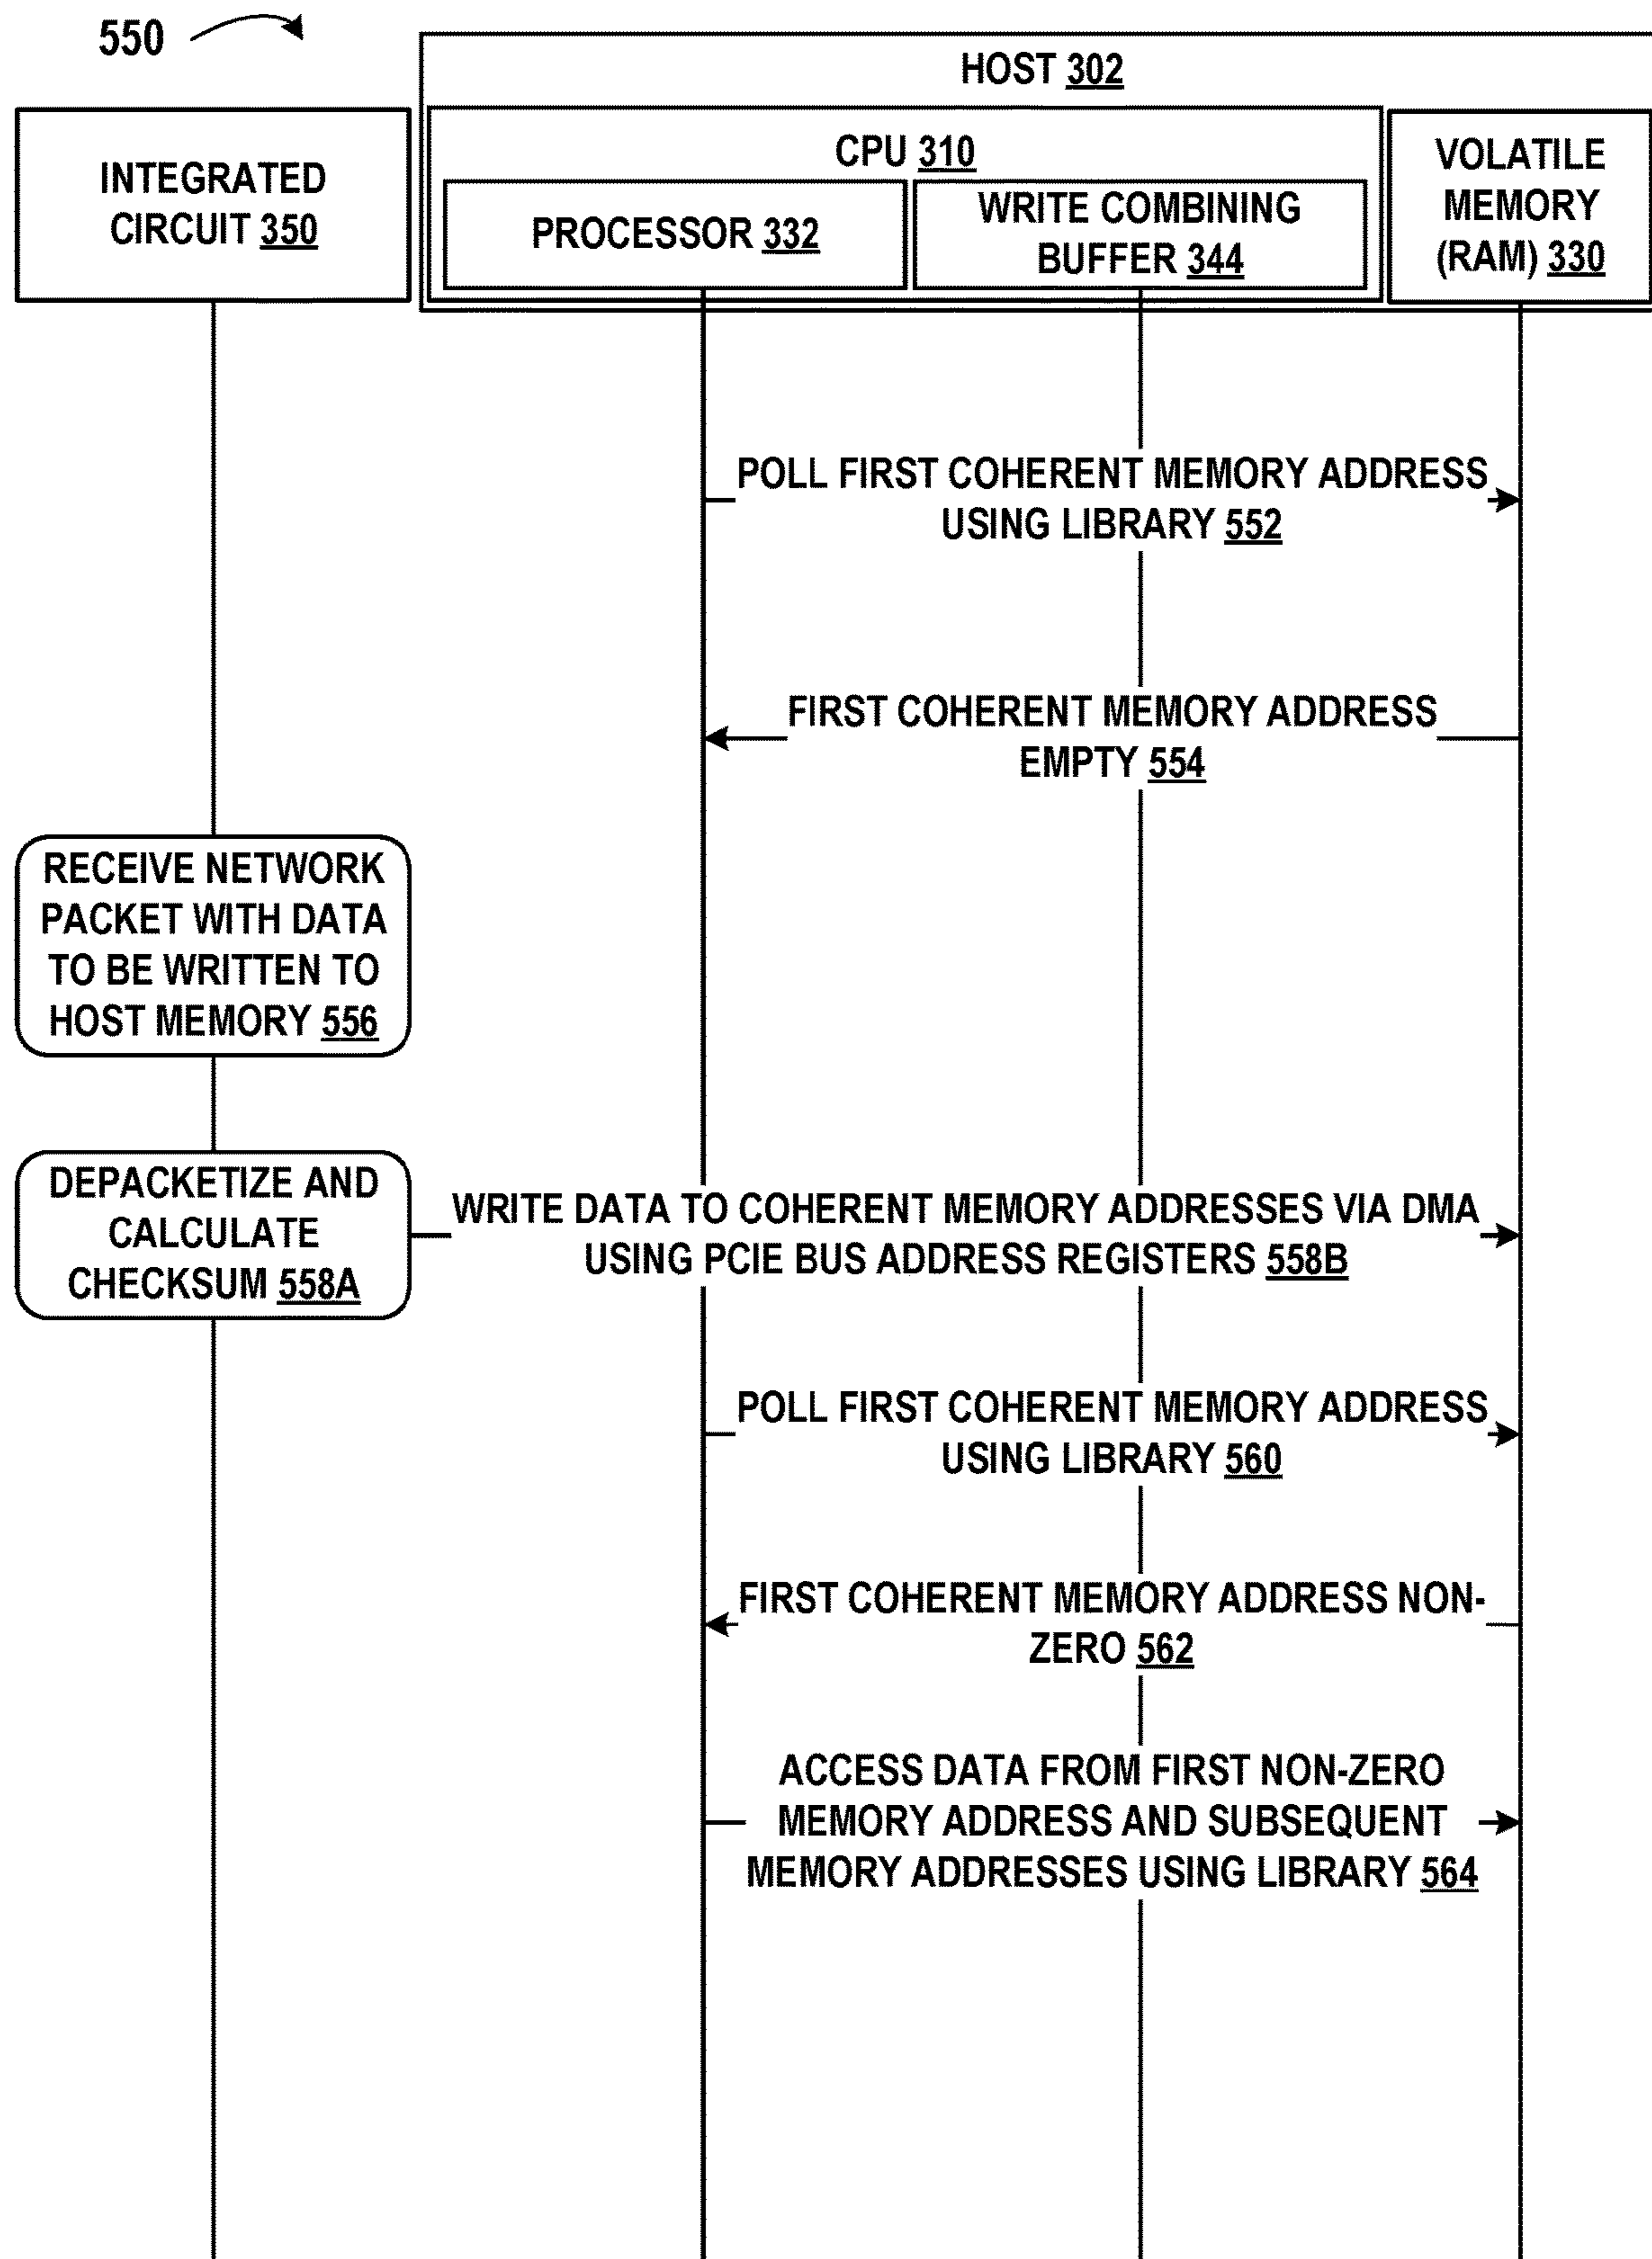 550
HOST 302
INTEGRATED
CIRCUIT 350
CPU 310
PROCESSOR 332
WRITE COMBINING
BUFFER 344
VOLATILE
MEMORY
(RAM) 330
POLL FIRST COHERENT MEMORY ADDRESS
USING LIBRARY 552
FIRST COHERENT MEMORY ADDRESS
EMPTY 554
RECEIVE NETWORK
PACKET WITH DATA
TO BE WRITTEN TO
HOST MEMORY 556
DEPACKETIZE AND
CALCULATE
CHECKSUM 558A
WRITE DATA TO COHERENT MEMORY ADDRESSES VIA DMA
USING PCIE BUS ADDRESS REGISTERS 558B
POLL FIRST COHERENT MEMORY ADDRESS
USING LIBRARY 560
FIRST COHERENT MEMORY ADDRESS NON-
ZERO 562
ACCESS DATA FROM FIRST NON-ZERO
MEMORY ADDRESS AND SUBSEQUENT
MEMORY ADDRESSES USING LIBRARY 564